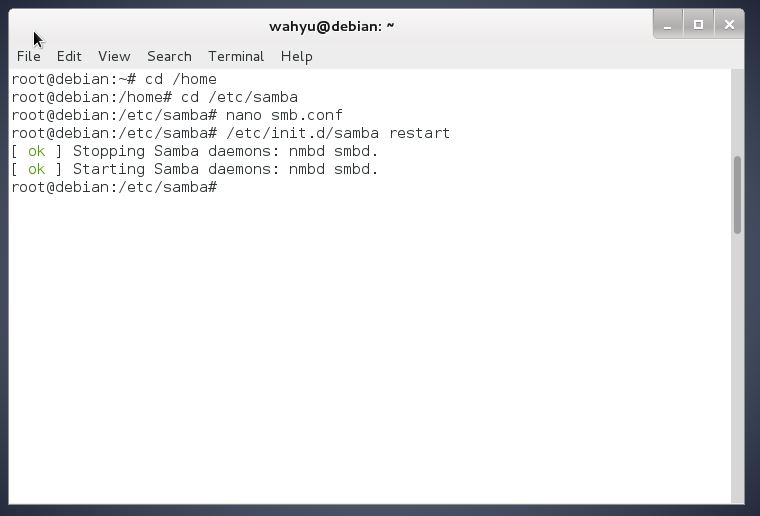 wahyu@debian: ~
File Edit View Search Terminal Help
root@debian:~# cd /home
root@debian:/home# cd /etc/samba
root@debian:/etc/samba# nano smb.conf
root@debian:/etc/samba# /etc/init.d/samba restart
[ ok ] Stopping Samba daemons: nmbd smbd.
[ ok ] Starting Samba daemons: nmbd smbd.
root@debian:/etc/samba#